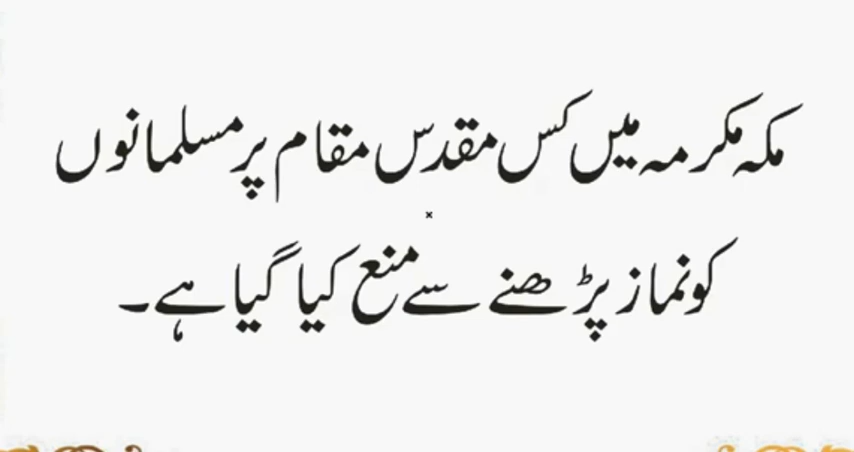 مکہ مکرمہ میں کس مقدس مقام پر مسلمانوں
کو نماز پڑھنے سے منع کیا گیا ہے۔